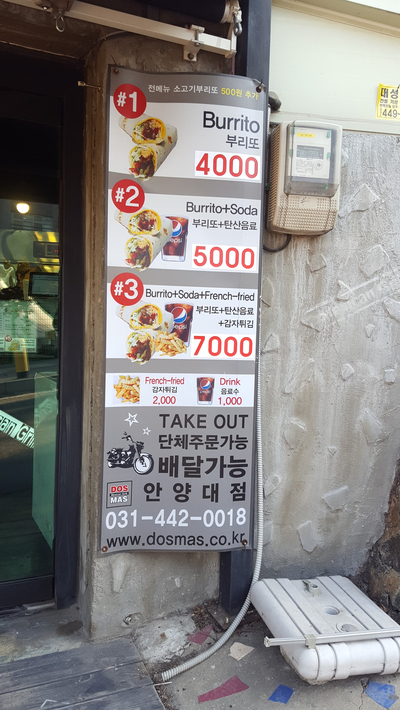 전메뉴 소고기부리또 500원 추가
#1
Burrito
부리또
4000
#2
Burrito+Soda
부리또+탄산음료
5000
#3
Burrito+Soda+French-fried
부리또+탄산음료
+감자튀김
7000
French-fried
감자튀김
2,000
Drink
음료수
1,000
TAKE OUT
단체주문가능
배달가능
DOS
MAS
안양대점
031-442-0018
www.dosmas.co.kr
대성
449-